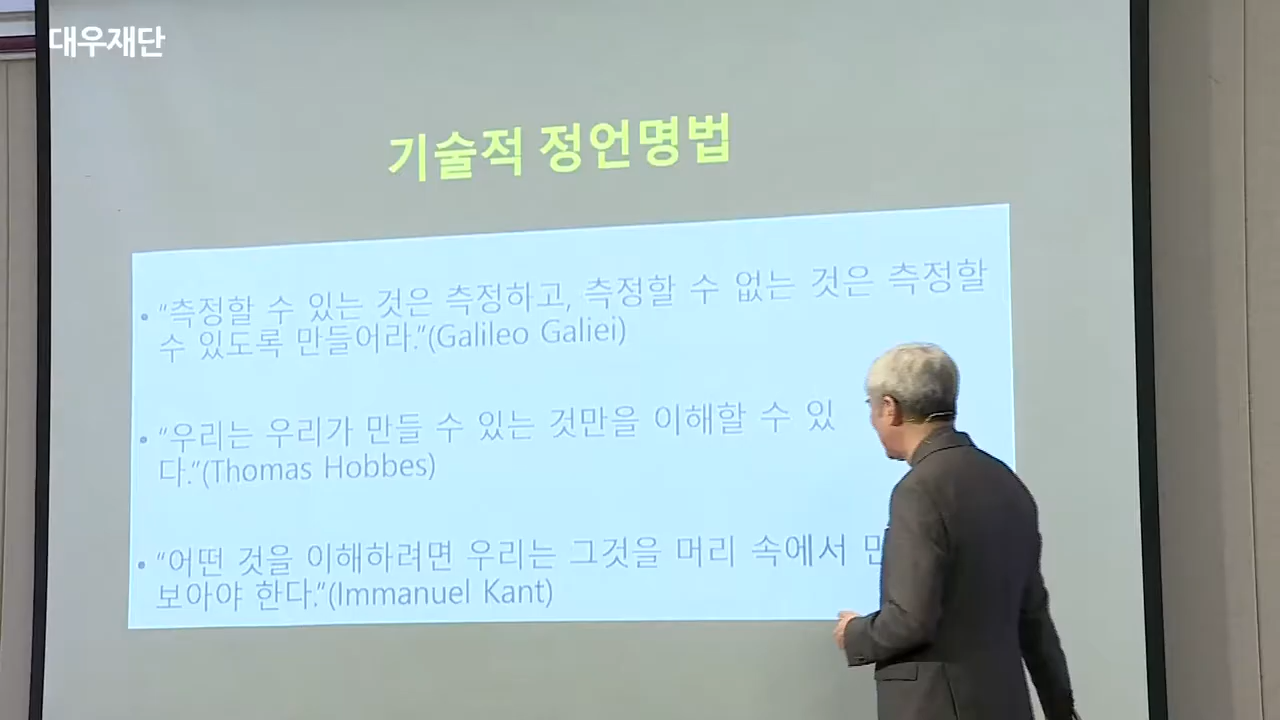 대우재단
기술적 정언명법
• “측정할 수 있는 것은 측정하고, 측정할 수 없는 것은 측정할
수 있도록 만들어라.”(Galileo Galiei)
• “우리는 우리가 만들 수 있는 것만을 이해할 수 있
다.”(Thomas Hobbes)
• “어떤 것을 이해하려면 우리는 그것을 머리 속에서
보아야 한다.”(Immanuel Kant)